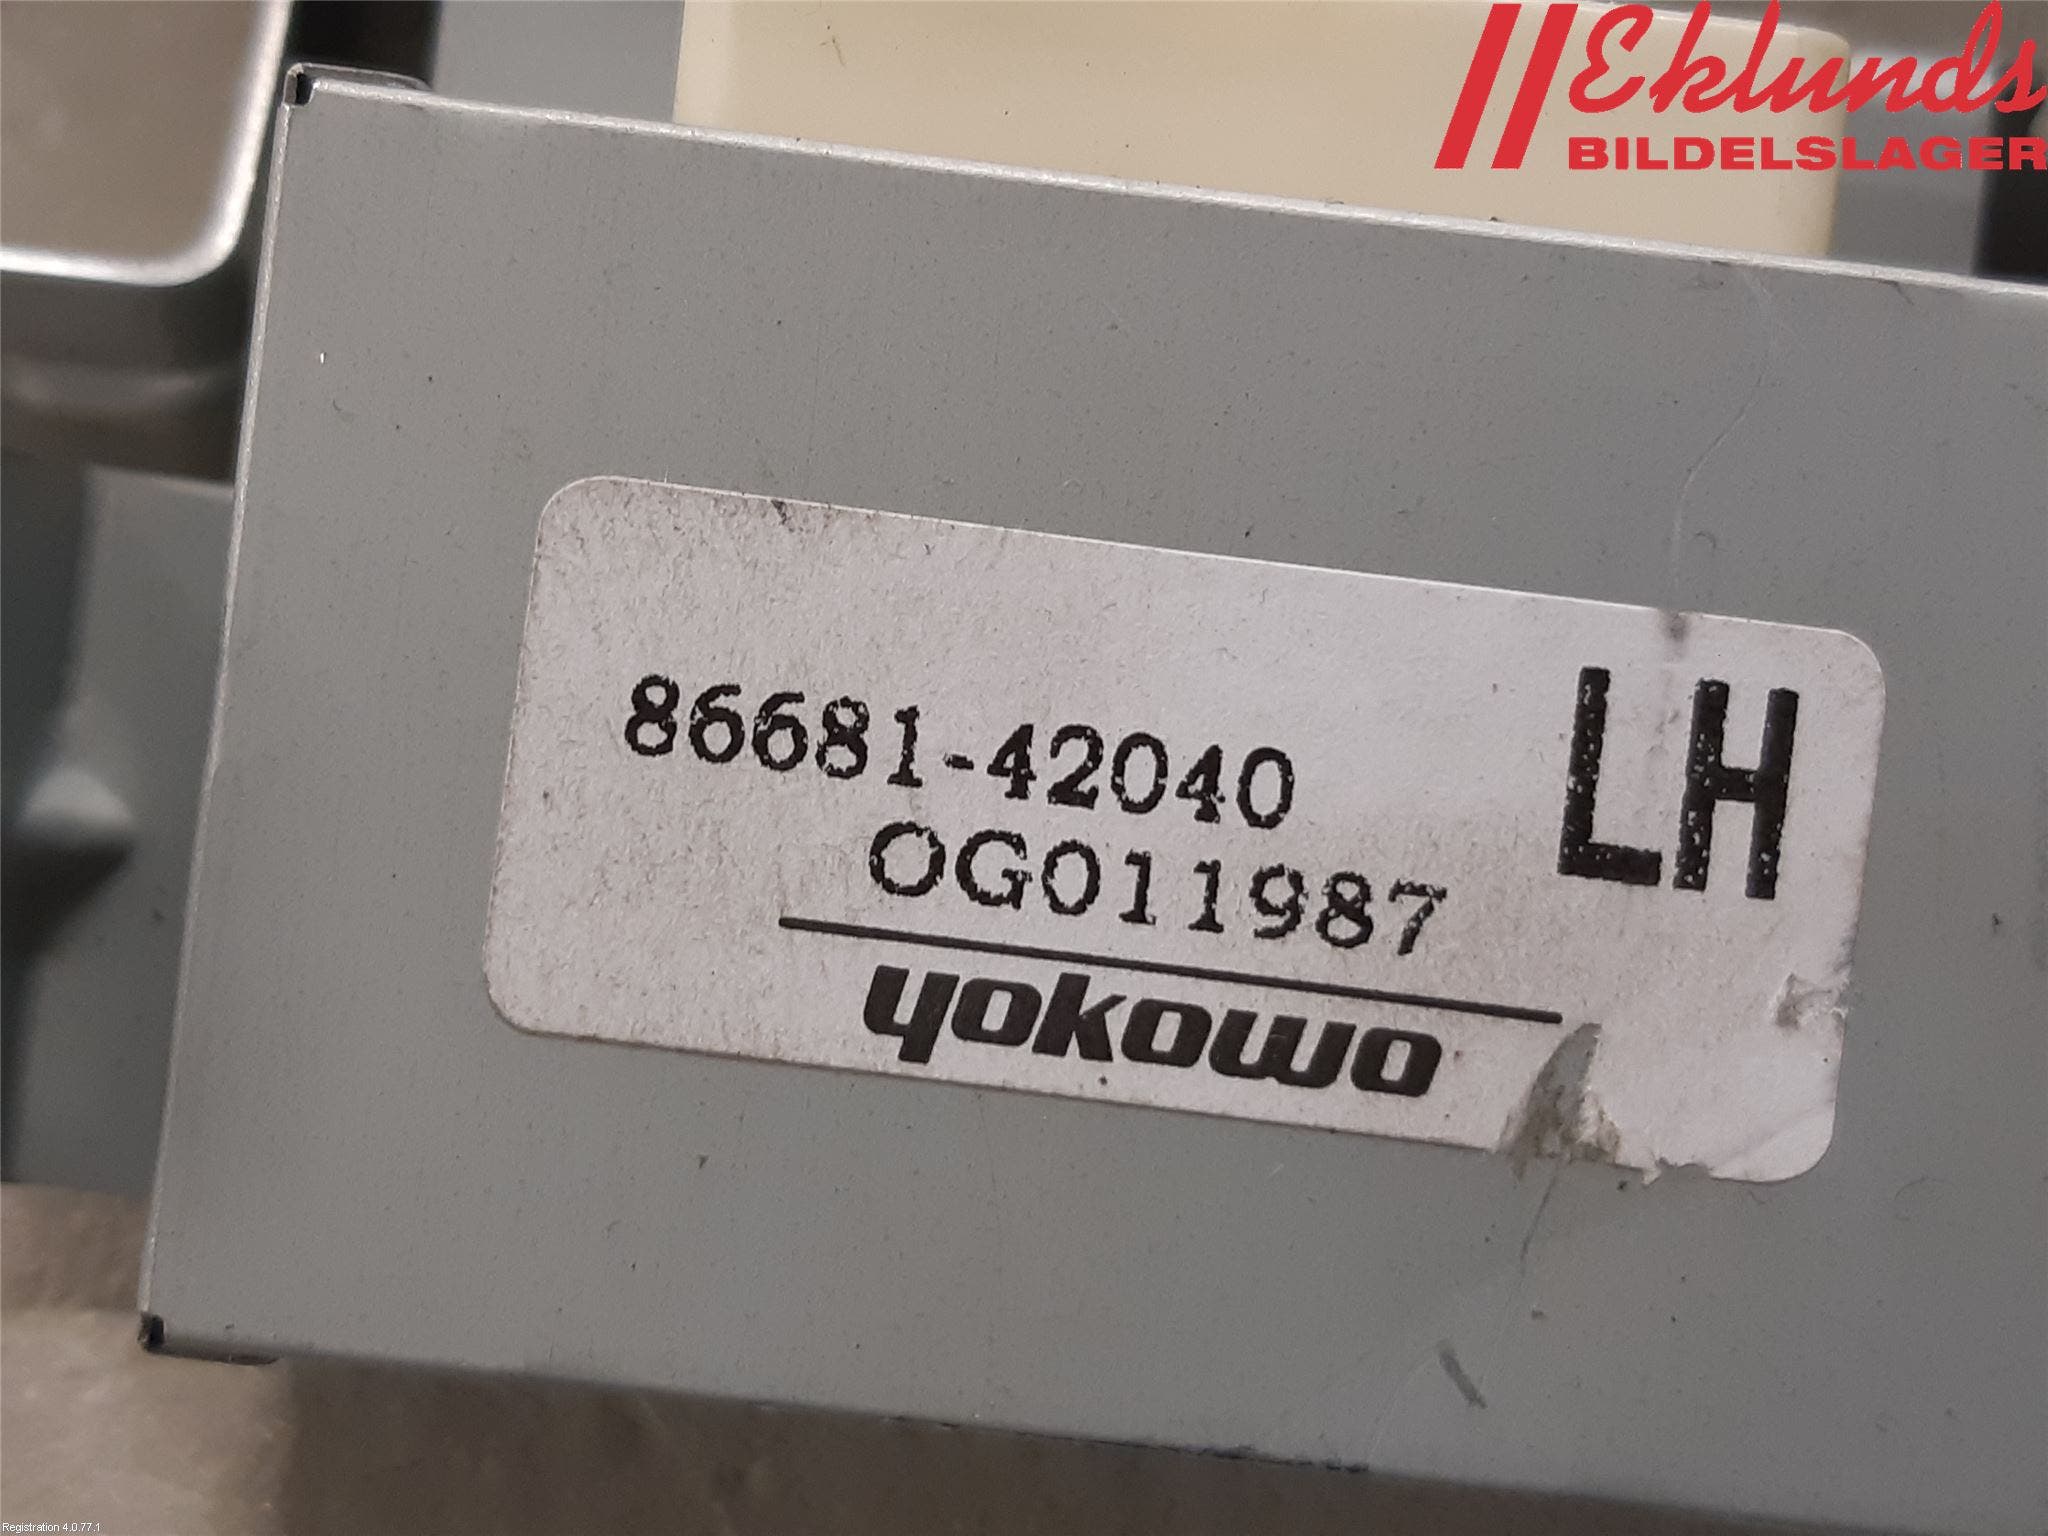 Eklunds
BILDELSLAGER
86681-42040
LH
OG011987
yokowo
Registration 4.0.77.1